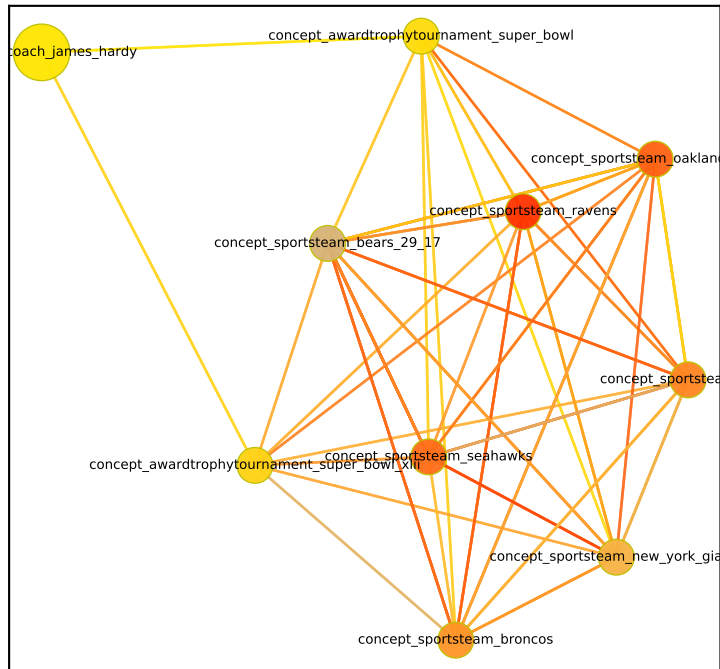 concept_awardtrophytournament_super_bowl
coach_james_hardy
concept_sportsteam_oakland
concept_sportsteam_ravens
concept_sportsteam_bears_29_17
concept_sportstea
concept_sportsteam_seahawks
concept_awardtrophytournament_super_bowl_xlii
concept_sportsteam_new_york_gia
concept_sportsteam_broncos